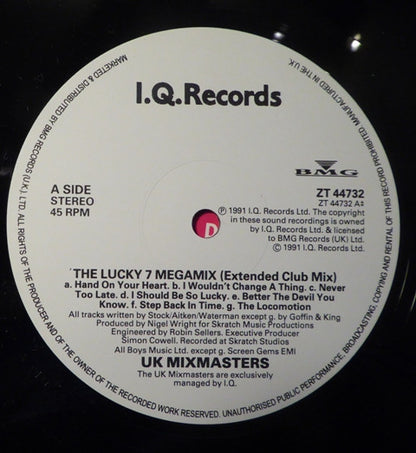 MARKETED & DISTRIBUTED BY BMG RECORDS (U.K.) LTD. ALL RIGHTS OF THE PRODUCER AND OF THE OWNER OF THE RECORDED WORK RESERVED. UNAUTHORISED PUBLIC PERFORMANCE, BROADCASTING, COPYING AND RENTAL OF THIS RECORD PROHIBITED. MANUFACTURED IN THE U.K.
I.Q.Records
BMG
A SIDE
STEREO
45 RPM
ZT 44732
ZT 44732 A
℗ 1991 I.Q. Records Ltd. The copyright
in these sound recordings is owned
by I.Q. Records Ltd. & licensed
to BMG Records (UK) Ltd.
© 1991 I.Q. Records Ltd.
D
'THE LUCKY 7 MEGAMIX (Extended Club Mix)
a. Hand On Your Heart. b. I Wouldn't Change A Thing. c. Never
Too Late. d. I Should Be So Lucky. e. Better The Devil You
Know. f. Step Back In Time. g. The Locomotion
All tracks written by Stock/Aitken/Waterman except g. by Goffin & King
Produced by Nigel Wright for Skratch Music Productions
Engineered by Robin Sellers. Executive Producer
Simon Cowell. Recorded at Skratch Studios
All Boys Music Ltd. except g. Screen Gems EMI
UK MIXMASTERS
The UK Mixmasters are exclusively
managed by I.Q.